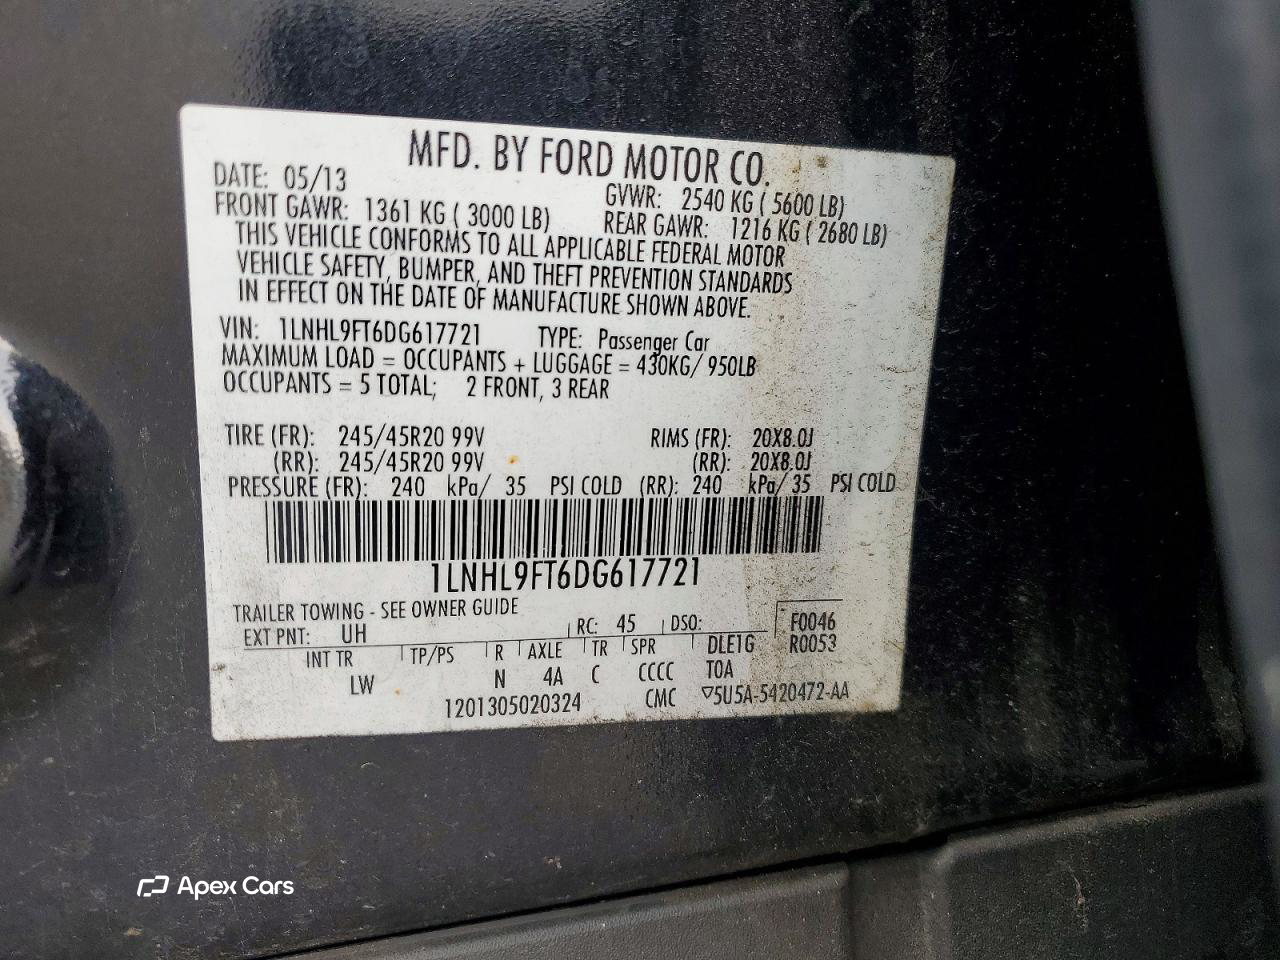 MFD. BY FORD MOTOR CO.
DATE: 05/13 GVWR: 2540 KG ( 5600 LB)
FRONT GAWR: 1361 KG ( 3000 LB) REAR GAWR: 1216 KG ( 2680 LB)
THIS VEHICLE CONFORMS TO ALL APPLICABLE FEDERAL MOTOR
VEHICLE SAFETY, BUMPER, AND THEFT PREVENTION STANDARDS
IN EFFECT ON THE DATE OF MANUFACTURE SHOWN ABOVE.
VIN: 1LNHL9FT6DG617721 TYPE: Passenger Car
MAXIMUM LOAD = OCCUPANTS + LUGGAGE = 430KG/ 950LB
OCCUPANTS = 5 TOTAL; 2 FRONT, 3 REAR
TIRE (FR): 245/45R20 99V RIMS (FR): 20X8.0J
(RR): 245/45R20 99V (RR): 20X8.0J
PRESSURE (FR): 240 kPa/ 35 PSI COLD (RR): 240 kPa/ 35 PSI COLD
1LNHL9FT6DG617721
TRAILER TOWING - SEE OWNER GUIDE
EXT PNT: UH RC: 45 DSO: F0046
INT TR TP/PS R AXLE TR SPR DLE1G R0053
LW N 4A C CCCC TOA
1201305020324 CMC ▽5U5A-5420472-AA
Apex Cars